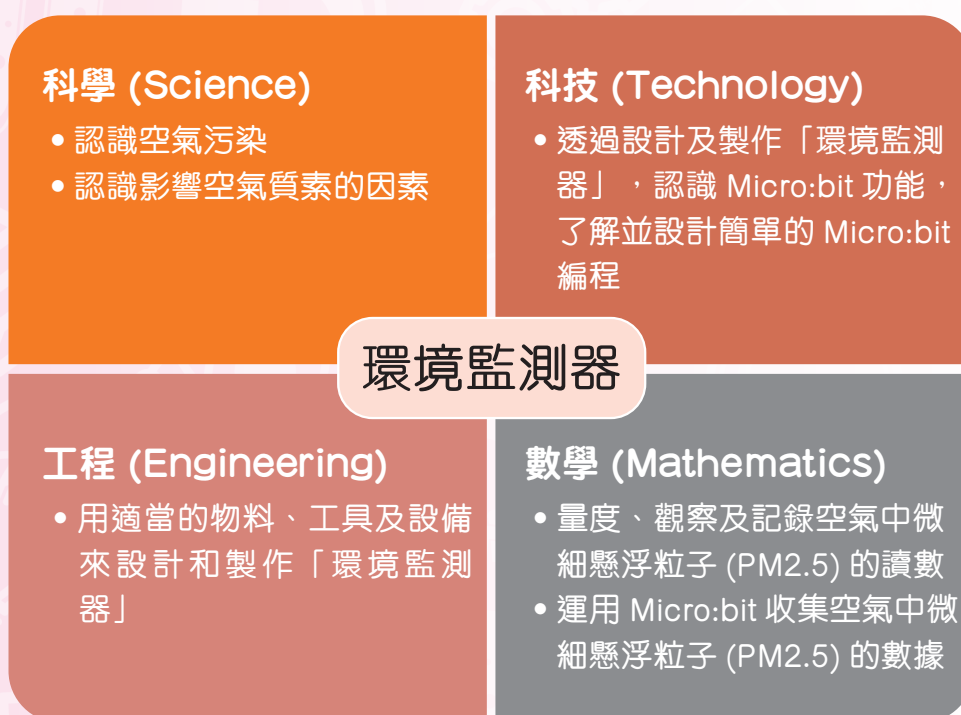 科學 (Science)
• 認識空氣污染
• 認識影響空氣質素的因素
科技 (Technology)
• 透過設計及製作「環境監測
器」，認識 Micro:bit 功能，
了解並設計簡單的 Micro:bit
編程
環境監測器
工程 (Engineering)
• 用適當的物料、工具及設備
來設計和製作「環境監測
器」
數學 (Mathematics)
• 量度、觀察及記錄空氣中微
細懸浮粒子 (PM2.5) 的讀數
• 運用 Micro:bit 收集空氣中微
細懸浮粒子 (PM2.5) 的數據